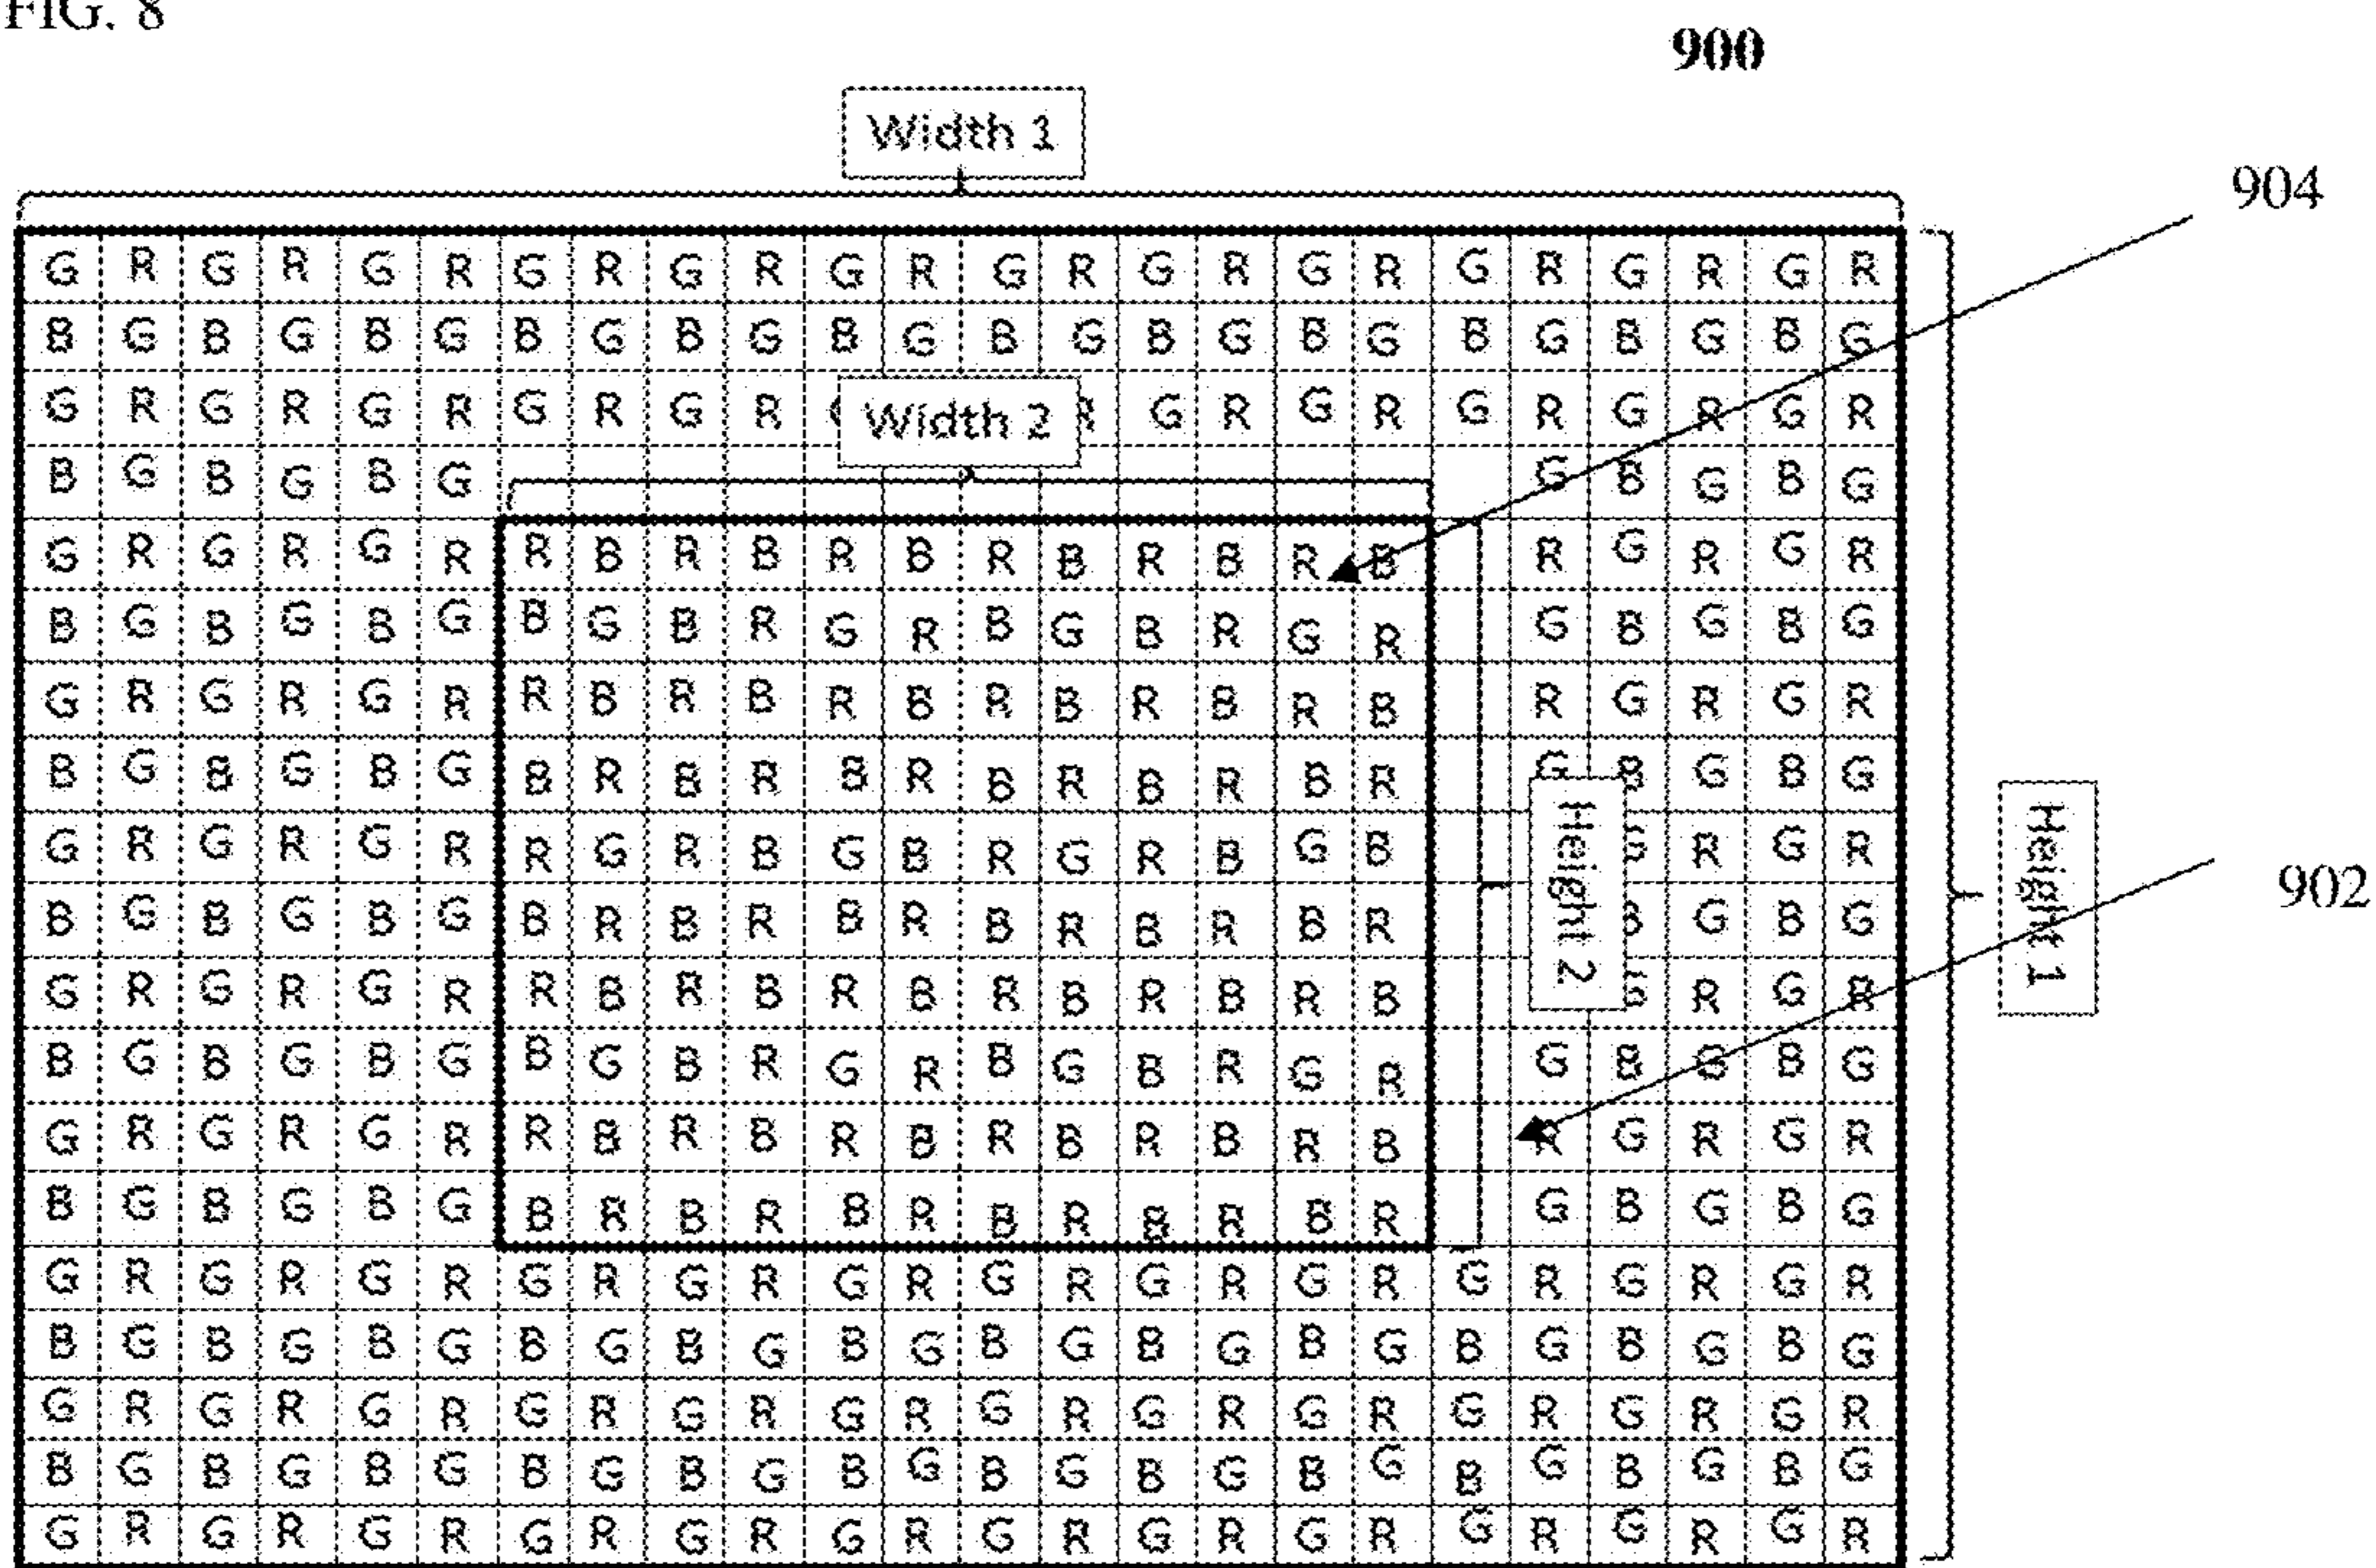 FIG. 8
900
Width 1
904
G R G R G R G R G R G R G R G R G R G R G R G R
B G B G B G B G B G B G B G B G B G B G B G B G
G R G R G R G R G R Width 2 R G R G R G R G R G R
B G B G B G G B G B G
G R G R G R R B R B R B R B R B R B R G R G R
B G B G B G B G B R G R B G B R G R G B G B G
G R G R G R R B R B R B R B R B R B R G R G R
B G B G B G B R B R B R B R B R B R G B G B G
G R G R G R R G R B G B R G R B G B G R G R
B G B G B G B R B R B R B R B R B R B G B G
G R G R G R R B R B R B R B R B R B G R G R
B G B G B G B G B R G R B G B R G R G B G B G
G R G R G R R B R B R B R B R B R B R G R G R
B G B G B G B R B R B R B R B R B R G B G B G
G R G R G R G R G R G R G R G R G R G R G R G R
B G B G B G B G B G B G B G B G B G B G B G B G
G R G R G R G R G R G R G R G R G R G R G R G R
B G B G B G B G B G B G B G B G B G B G B G B G
G R G R G R G R G R G R G R G R G R G R G R G R
Height 2
Height 1
902